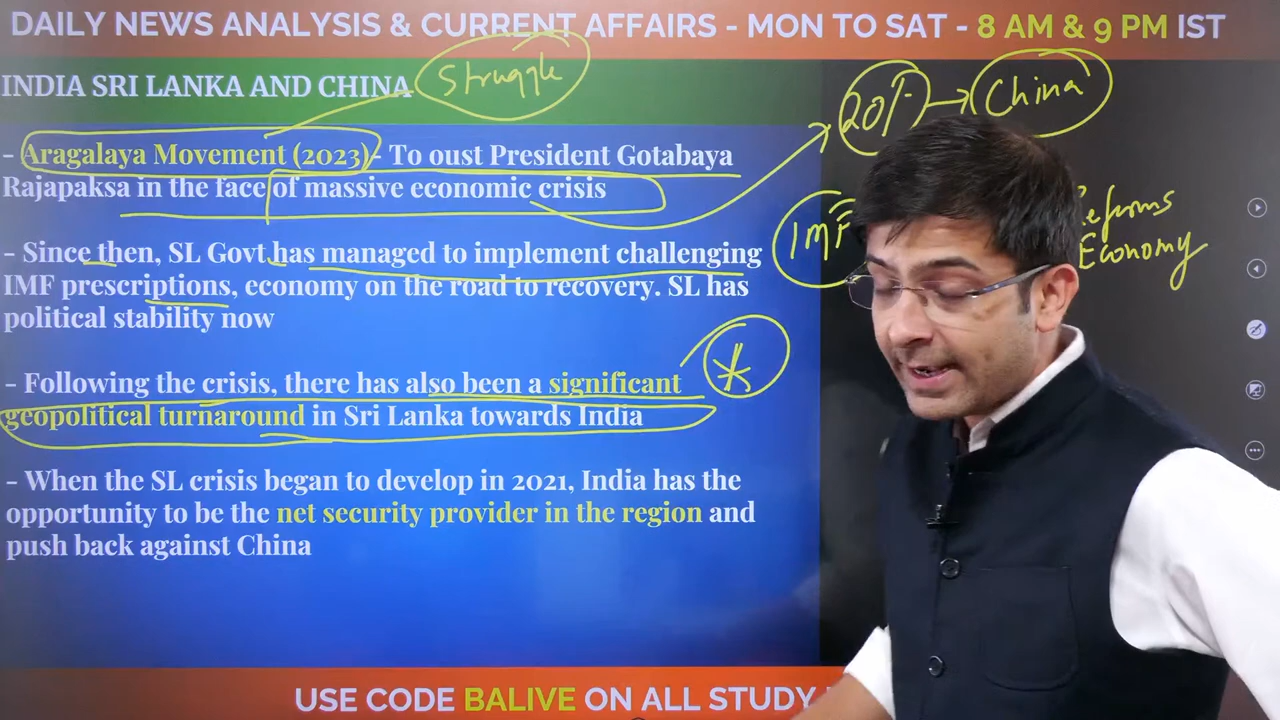 DAILY NEWS ANALYSIS & CURRENT AFFAIRS - MON TO SAT - 8 AM & 9 PM IST
INDIA SRI LANKA AND CHINA
Struggle
20%
China
- Aragalaya Movement (2023)- To oust President Gotabaya
Rajapaksa in the face of massive economic crisis
IMF
Reforms
Economy
- Since then, SL Govt has managed to implement challenging
IMF prescriptions, economy on the road to recovery. SL has
political stability now
- Following the crisis, there has also been a significant
geopolitical turnaround in Sri Lanka towards India
- When the SL crisis began to develop in 2021, India has the
opportunity to be the net security provider in the region and
push back against China
USE CODE BALIVE ON ALL STUDY